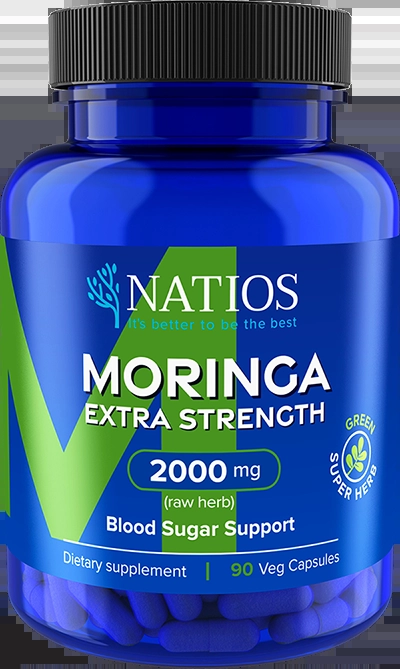 NATIOS
It's better to be the best
MORINGA
EXTRA STRENGTH
2000 mg
(raw herb)
Blood Sugar Support
GREEN
SUPER HERB
Dietary supplement | 90 Veg Capsules